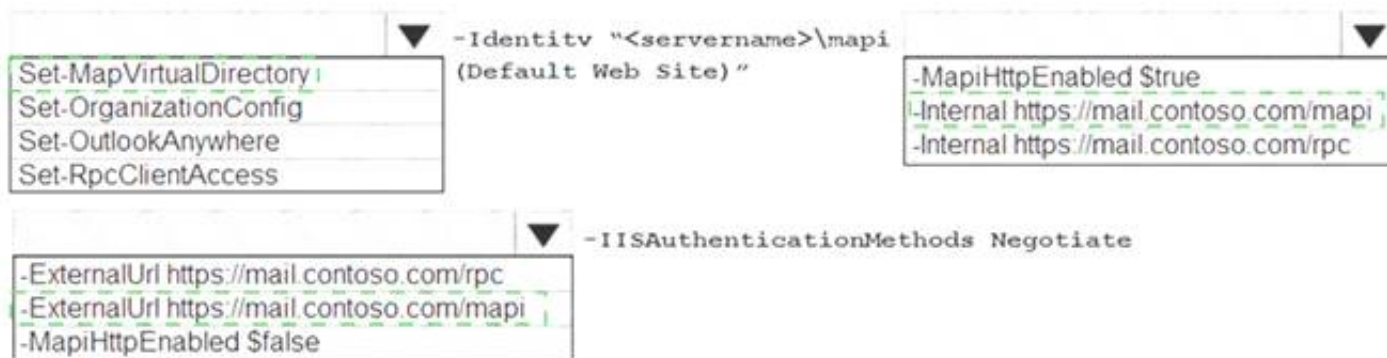 -Identitv “<servername>\mapi
(Default Web Site)”
Set-MapVirtualDirectory
Set-OrganizationConfig
Set-OutlookAnywhere
Set-RpcClientAccess
-MapiHttpEnabled $true
-Internal https://mail.contoso.com/mapi
-Internal https://mail.contoso.com/rpc
-IISAuthenticationMethods Negotiate
-ExternalUrl https://mail.contoso.com/rpc
-ExternalUrl https://mail.contoso.com/mapi
-MapiHttpEnabled $false